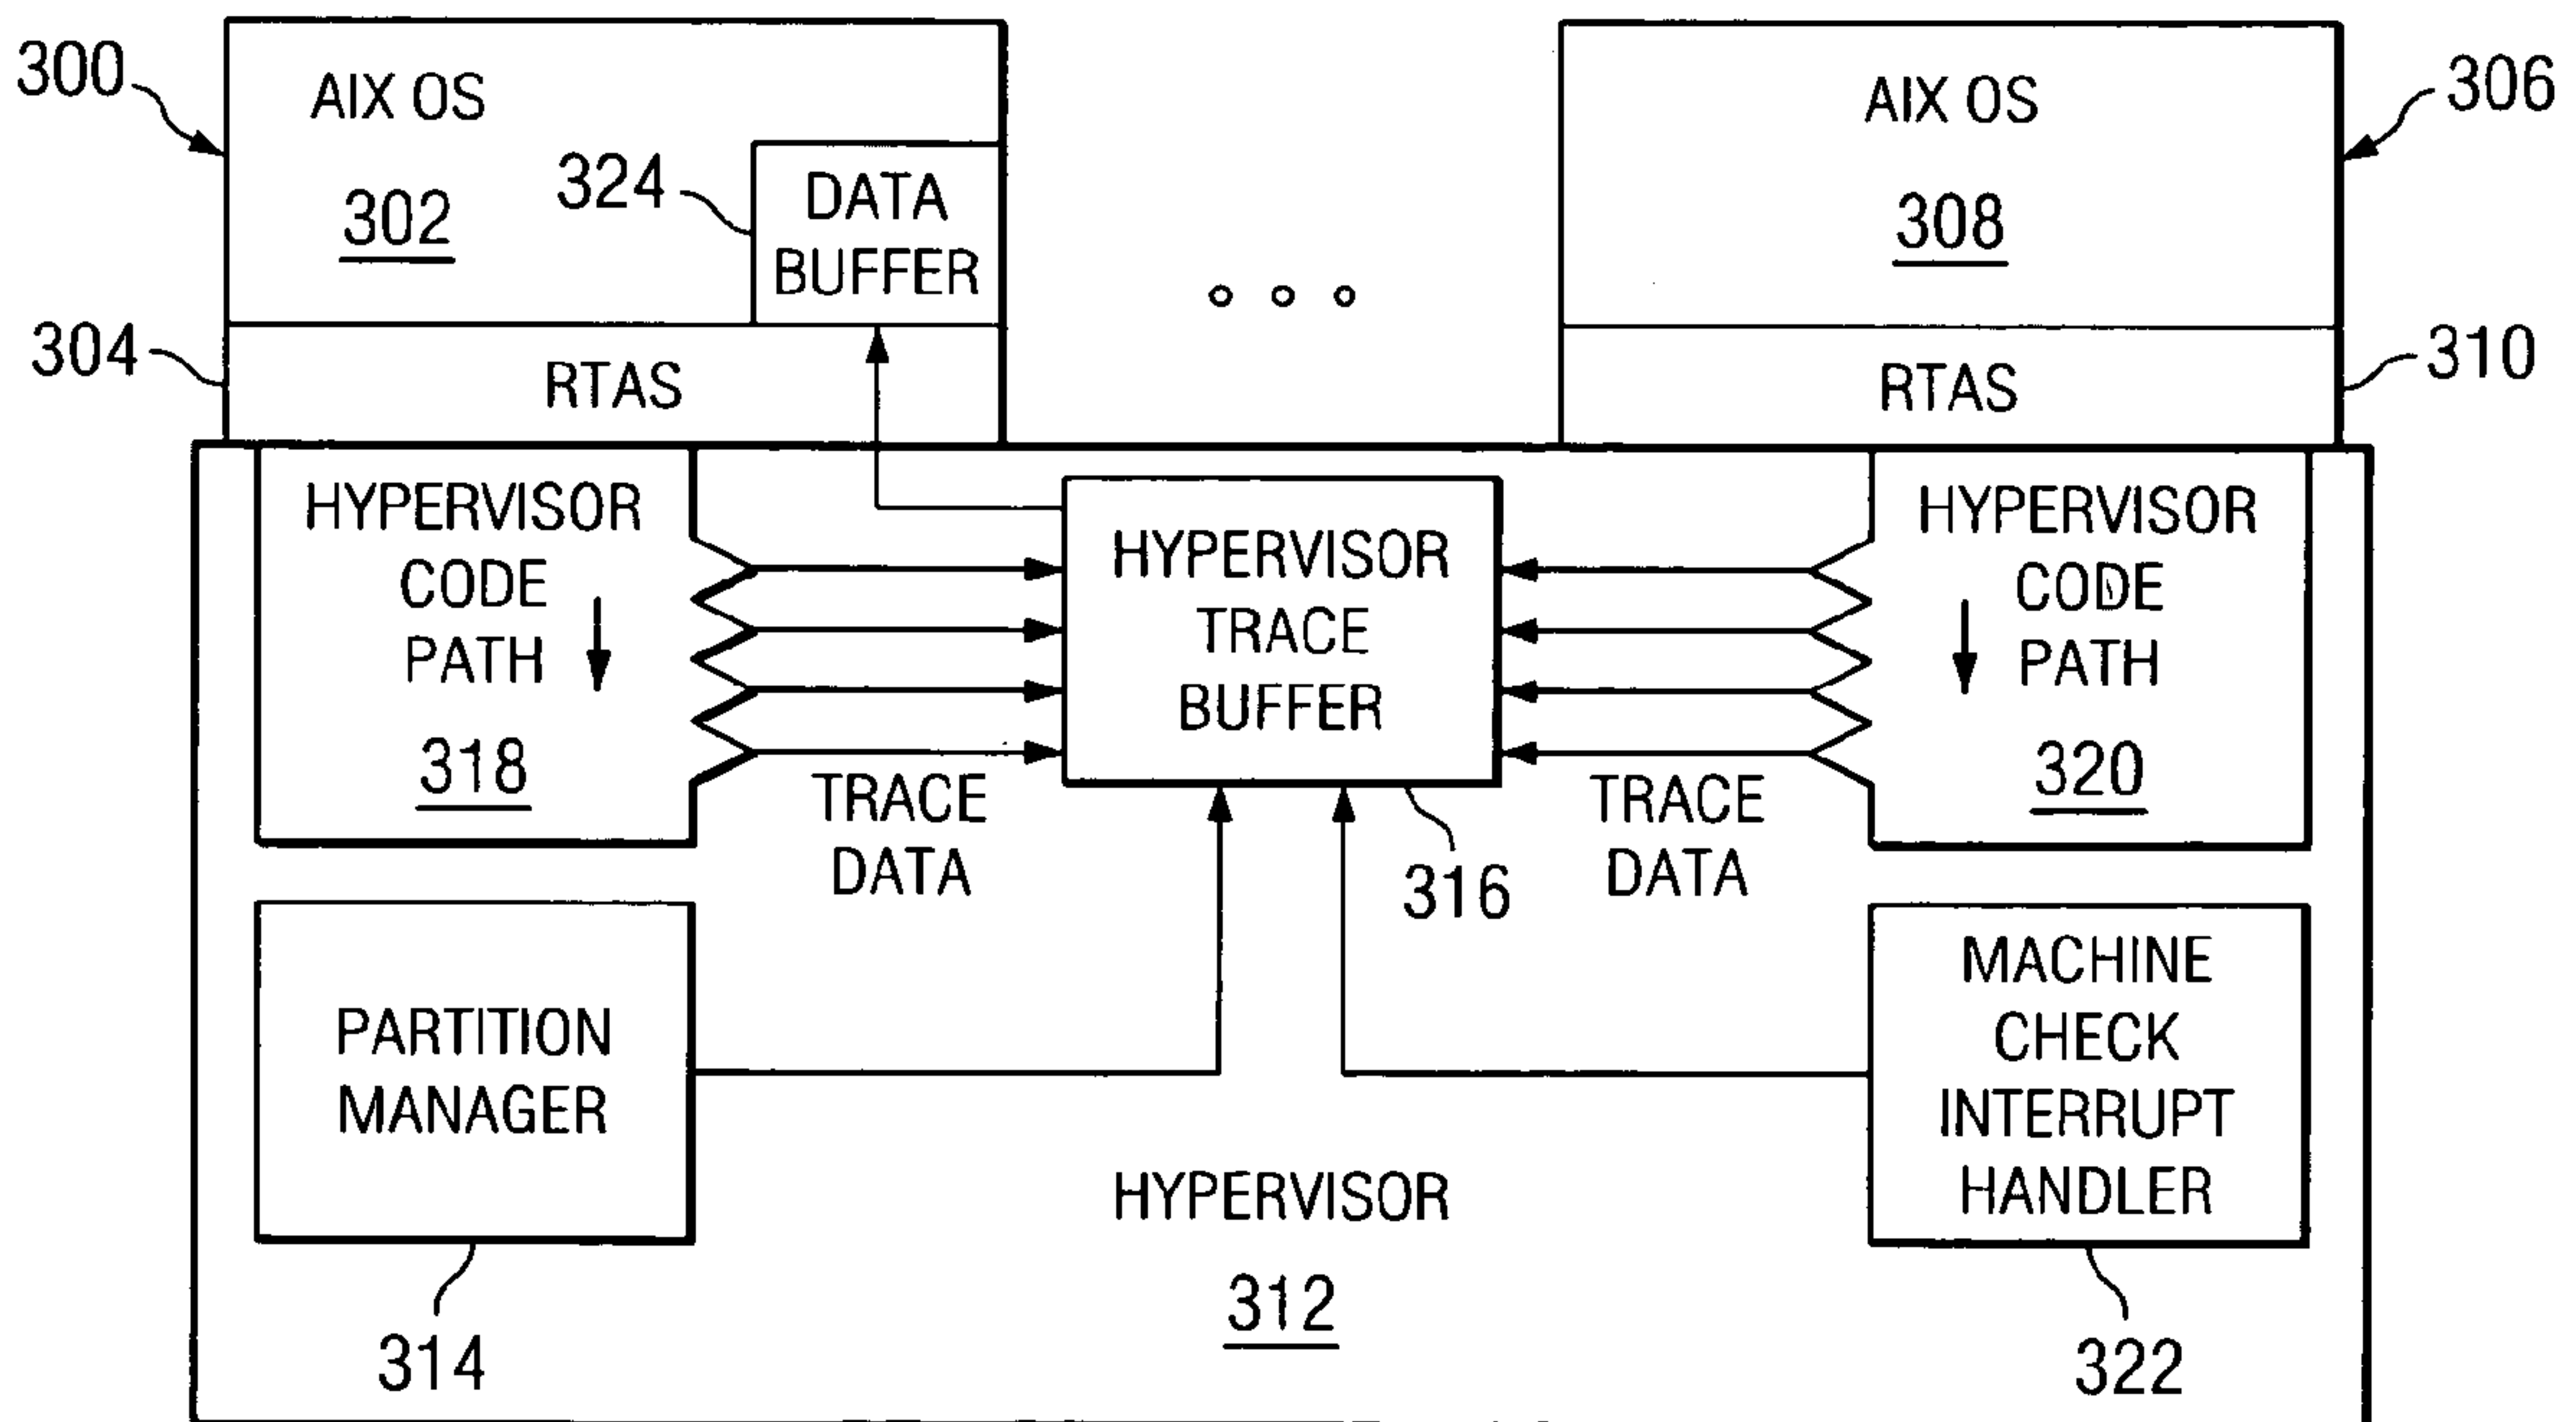 300
AIX OS
302
324
DATA
BUFFER
304
RTAS
AIX OS
308
306
RTAS
310
HYPERVISOR
CODE
PATH
318
TRACE
DATA
HYPERVISOR
TRACE
BUFFER
316
TRACE
DATA
HYPERVISOR
CODE
PATH
320
PARTITION
MANAGER
314
HYPERVISOR
312
MACHINE
CHECK
INTERRUPT
HANDLER
322